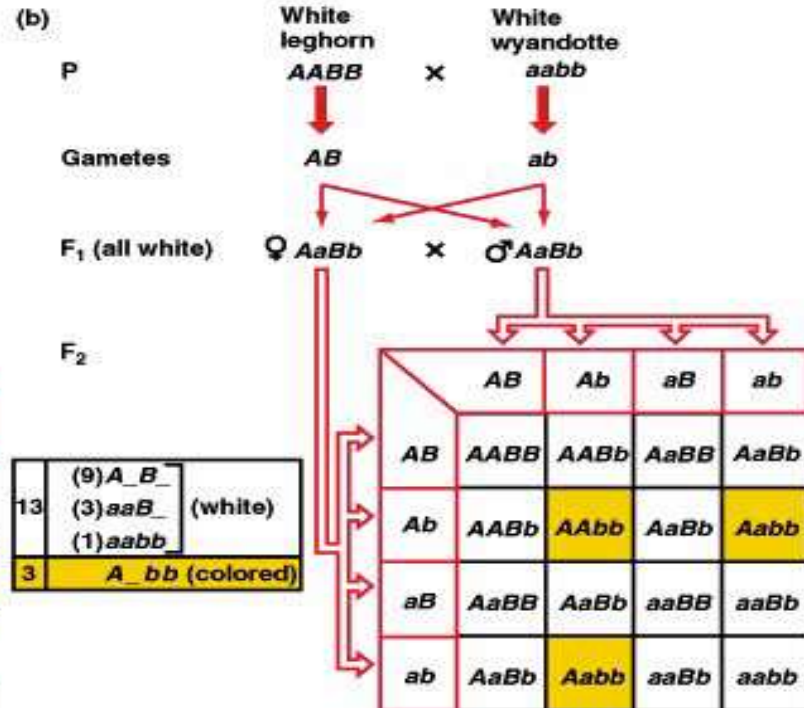 (b)
White leghorn
White wyandotte
P AABB × aabb
Gametes AB ab
F₁ (all white) ♀ AaBb × ♂ AaBb
F₂
AB Ab aB ab
AB AABB AABb AaBB AaBb
Ab AABb AAbb AaBb Aabb
aB AaBB AaBb aaBB aaBb
ab AaBb Aabb aaBb aabb
13
(9) A_B_
(3) aaB_ (white)
(1) aabb
3 A_bb (colored)